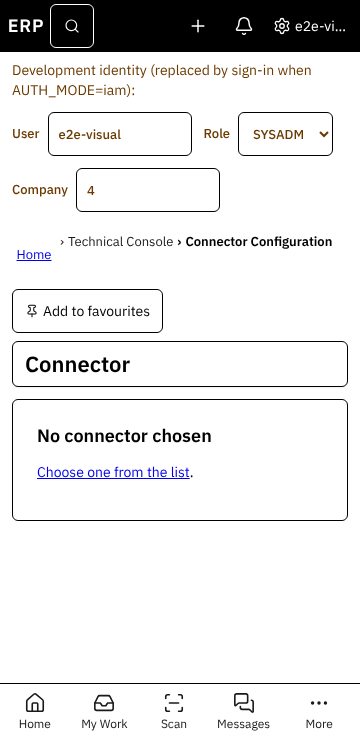 ERP
e2e-vi...
Development identity (replaced by sign-in when
AUTH_MODE=iam):
User e2e-visual Role SYSADM
Company 4
Home › Technical Console › Connector Configuration
Add to favourites
Connector
No connector chosen
Choose one from the list.
Home My Work Scan Messages More